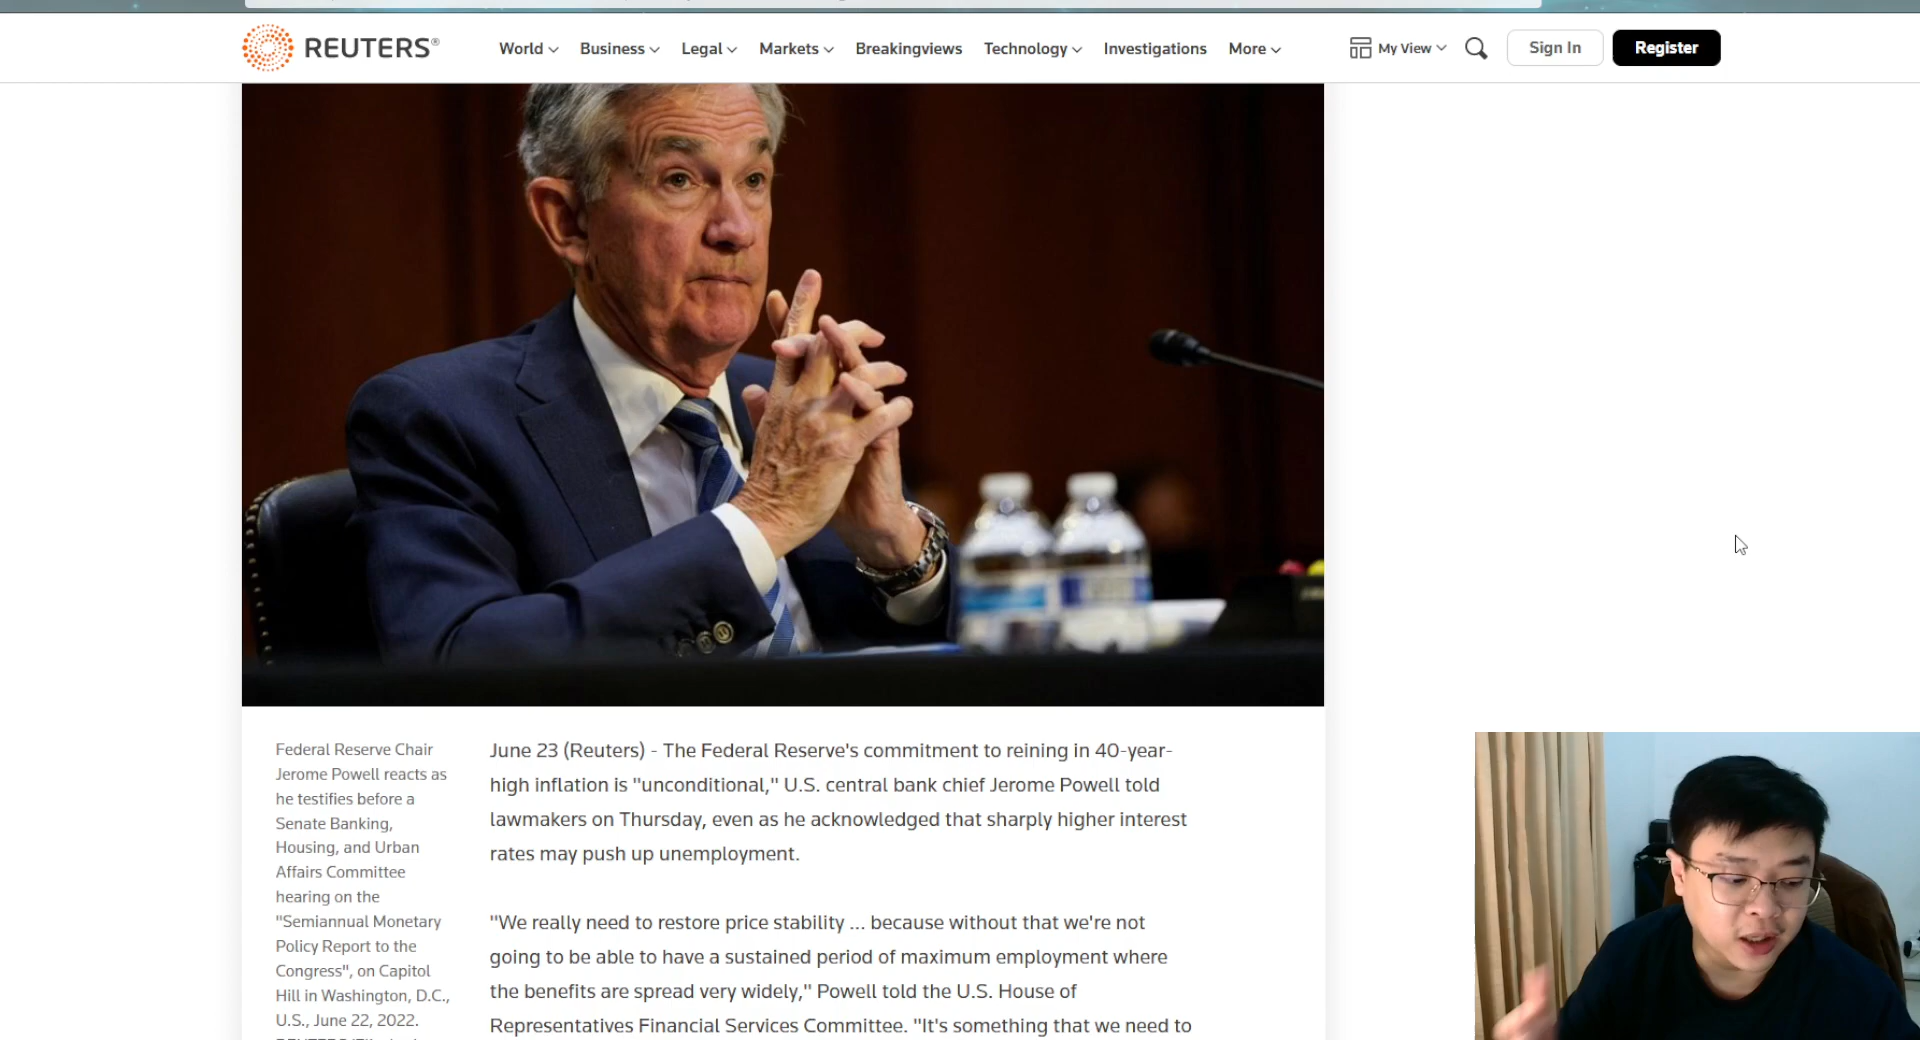 REUTERS®
World
Business
Legal
Markets
Breakingviews
Technology
Investigations
More
My View
Sign In
Register
Federal Reserve Chair
Jerome Powell reacts as
he testifies before a
Senate Banking,
Housing, and Urban
Affairs Committee
hearing on the
"Semiannual Monetary
Policy Report to the
Congress", on Capitol
Hill in Washington, D.C.,
U.S., June 22, 2022.
June 23 (Reuters) - The Federal Reserve's commitment to reining in 40-year-
high inflation is "unconditional," U.S. central bank chief Jerome Powell told
lawmakers on Thursday, even as he acknowledged that sharply higher interest
rates may push up unemployment.
"We really need to restore price stability ... because without that we're not
going to be able to have a sustained period of maximum employment where
the benefits are spread very widely," Powell told the U.S. House of
Representatives Financial Services Committee. "It's something that we need to